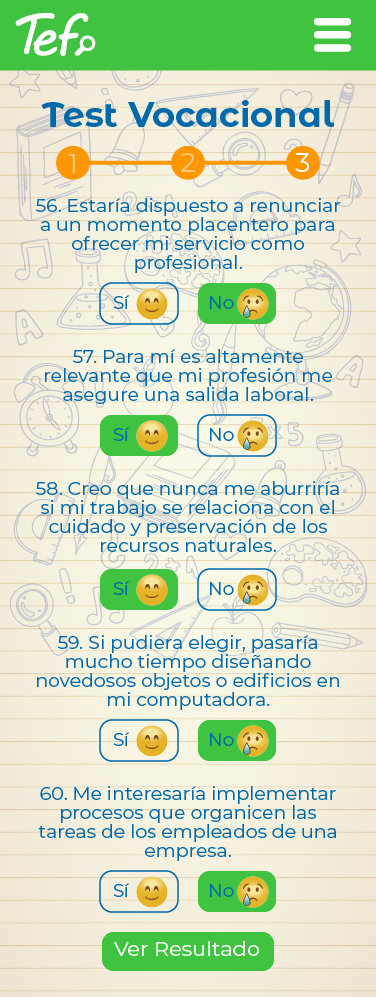 Tef
Test Vocacional
1 2 3
56. Estaría dispuesto a renunciar
a un momento placentero para
ofrecer mi servicio como
profesional.
Sí No
57. Para mí es altamente
relevante que mi profesión me
asegure una salida laboral.
Sí No
58. Creo que nunca me aburriría
si mi trabajo se relaciona con el
cuidado y preservación de los
recursos naturales.
Sí No
59. Si pudiera elegir, pasaría
mucho tiempo diseñando
novedosos objetos o edificios en
mi computadora.
Sí No
60. Me interesaría implementar
procesos que organicen las
tareas de los empleados de una
empresa.
Sí No
Ver Resultado